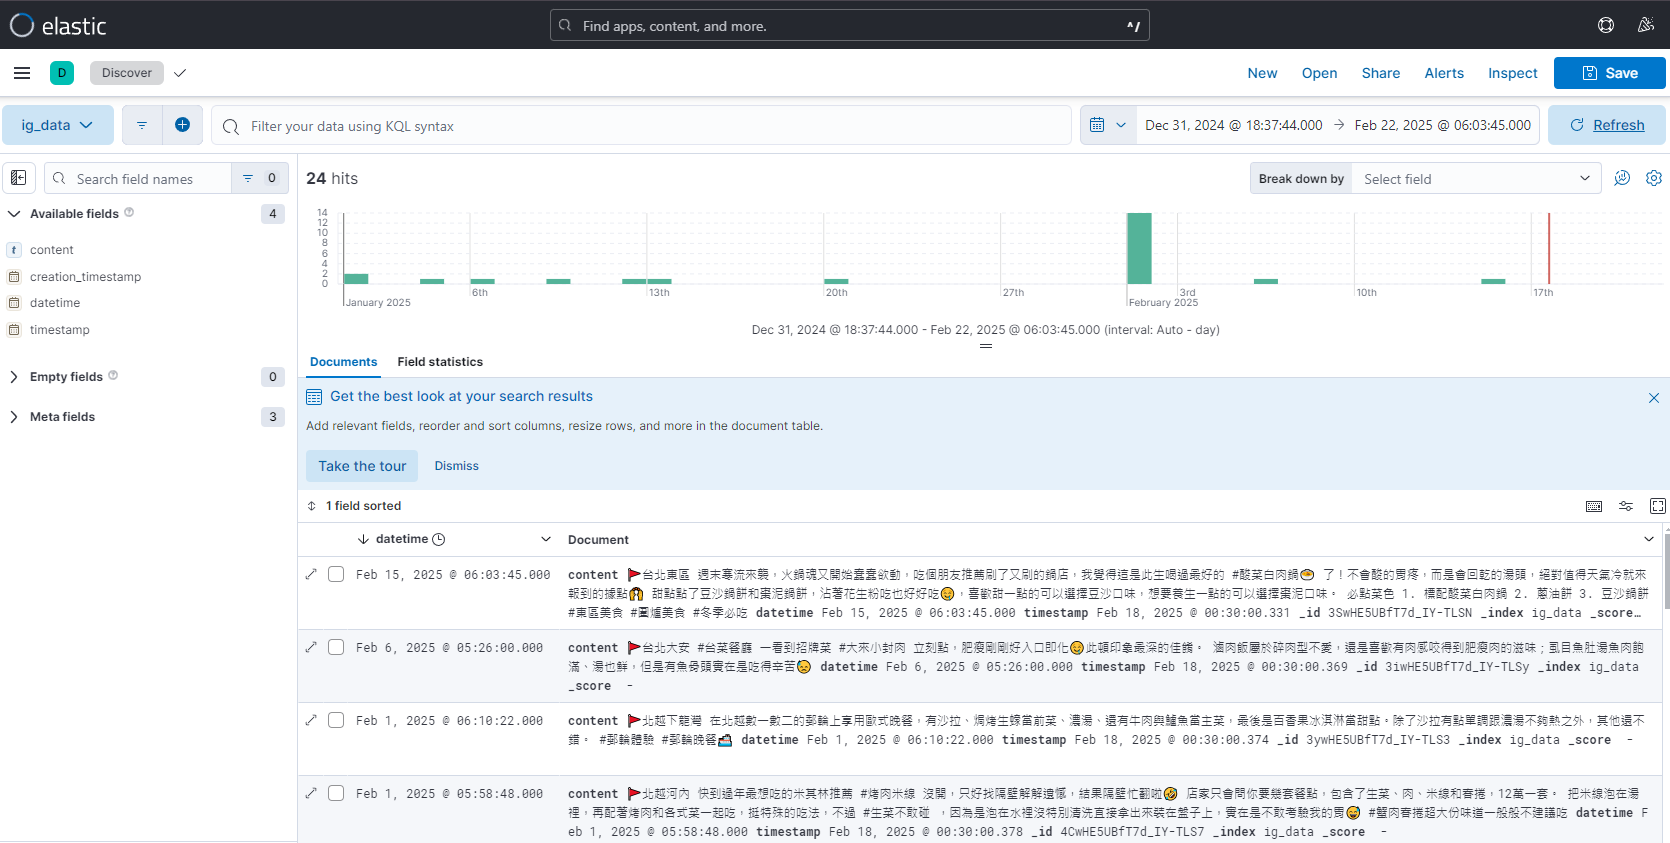 elastic
Find apps, content, and more.
^/
D
Discover
New
Open
Share
Alerts
Inspect
Save
ig_data
Filter your data using KQL syntax
Dec 31, 2024 @ 18:37:44.000 → Feb 22, 2025 @ 06:03:45.000
Refresh
Search field names
0
Available fields
4
content
creation_timestamp
datetime
timestamp
Empty fields
0
Meta fields
3
24 hits
Break down by
Select field
14
12
10
8
6
4
2
0
6th
13th
20th
27th
3rd
10th
17th
January 2025
February 2025
Dec 31, 2024 @ 18:37:44.000 - Feb 22, 2025 @ 06:03:45.000 (interval: Auto - day)
Documents
Field statistics
Get the best look at your search results
Add relevant fields, reorder and sort columns, resize rows, and more in the document table.
Take the tour
Dismiss
1 field sorted
datetime
Document
Feb 15, 2025 @ 06:03:45.000
content 🚩台北東區 週末寒流來襲，火鍋魂又開始蠢蠢欲動，吃個朋友推薦刷了又刷的鍋店，我覺得這是此生喝過最好的 #酸菜白肉鍋🍲 了！不會酸的胃疼，而是會回甘的湯頭，絕對值得天氣冷就來
報到的據點🙌 甜點點了豆沙鍋餅和棗泥鍋餅，沾著花生粉吃也好好吃😋，喜歡甜一點的可以選擇豆沙口味，想要養生一點的可以選擇棗泥口味。 必點菜色 1. 標配酸菜白肉鍋 2. 蔥油餅 3. 豆沙鍋餅
#東區美食 #圍爐美食 #冬季必吃 datetime Feb 15, 2025 @ 06:03:45.000 timestamp Feb 18, 2025 @ 00:30:00.331 _id 3SwHE5UBfT7d_IY-TLSN _index ig_data _score…
Feb 6, 2025 @ 05:26:00.000
content 🚩台北大安 #台菜餐廳 一看到招牌菜 #大來小封肉 立刻點，肥瘦剛剛好入口即化😋此頓印象最深的佳餚。 滷肉飯屬於碎肉型不愛，還是喜歡有肉感咬得到肥瘦肉的滋味；虱目魚肚湯魚肉飽
滿、湯也鮮，但是有魚骨頭實在是吃得辛苦😓 datetime Feb 6, 2025 @ 05:26:00.000 timestamp Feb 18, 2025 @ 00:30:00.369 _id 3iwHE5UBfT7d_IY-TLSy _index ig_data
_score -
Feb 1, 2025 @ 06:10:22.000
content 🚩北越下龍灣 在北越數一數二的郵輪上享用歐式晚餐，有沙拉、焗烤生蠔當前菜、濃湯、還有牛肉與鱸魚當主菜，最後是百香果冰淇淋當甜點。除了沙拉有點單調跟濃湯不夠熱之外，其他還不
錯。 #郵輪體驗 #郵輪晚餐🛳 datetime Feb 1, 2025 @ 06:10:22.000 timestamp Feb 18, 2025 @ 00:30:00.374 _id 3ywHE5UBfT7d_IY-TLS3 _index ig_data _score -
Feb 1, 2025 @ 05:58:48.000
content 🚩北越河內 快到過年最想吃的米其林推薦 #烤肉米線 沒開，只好找隔壁解解遺憾，結果隔壁忙翻啦🤣 店家只會問你要幾套餐點，包含了生菜、肉、米線和春捲，12萬一套。 把米線泡在湯
裡，再配著烤肉和各式菜一起吃，挺特殊的吃法，不過 #生菜不敢碰 ，因為是泡在水裡沒特別清洗直接拿出來裝在盤子上，實在是不敢考驗我的胃😅 #蟹肉春捲超大份味道一般般不建議吃 datetime F
eb 1, 2025 @ 05:58:48.000 timestamp Feb 18, 2025 @ 00:30:00.378 _id 4CwHE5UBfT7d_IY-TLS7 _index ig_data _score -